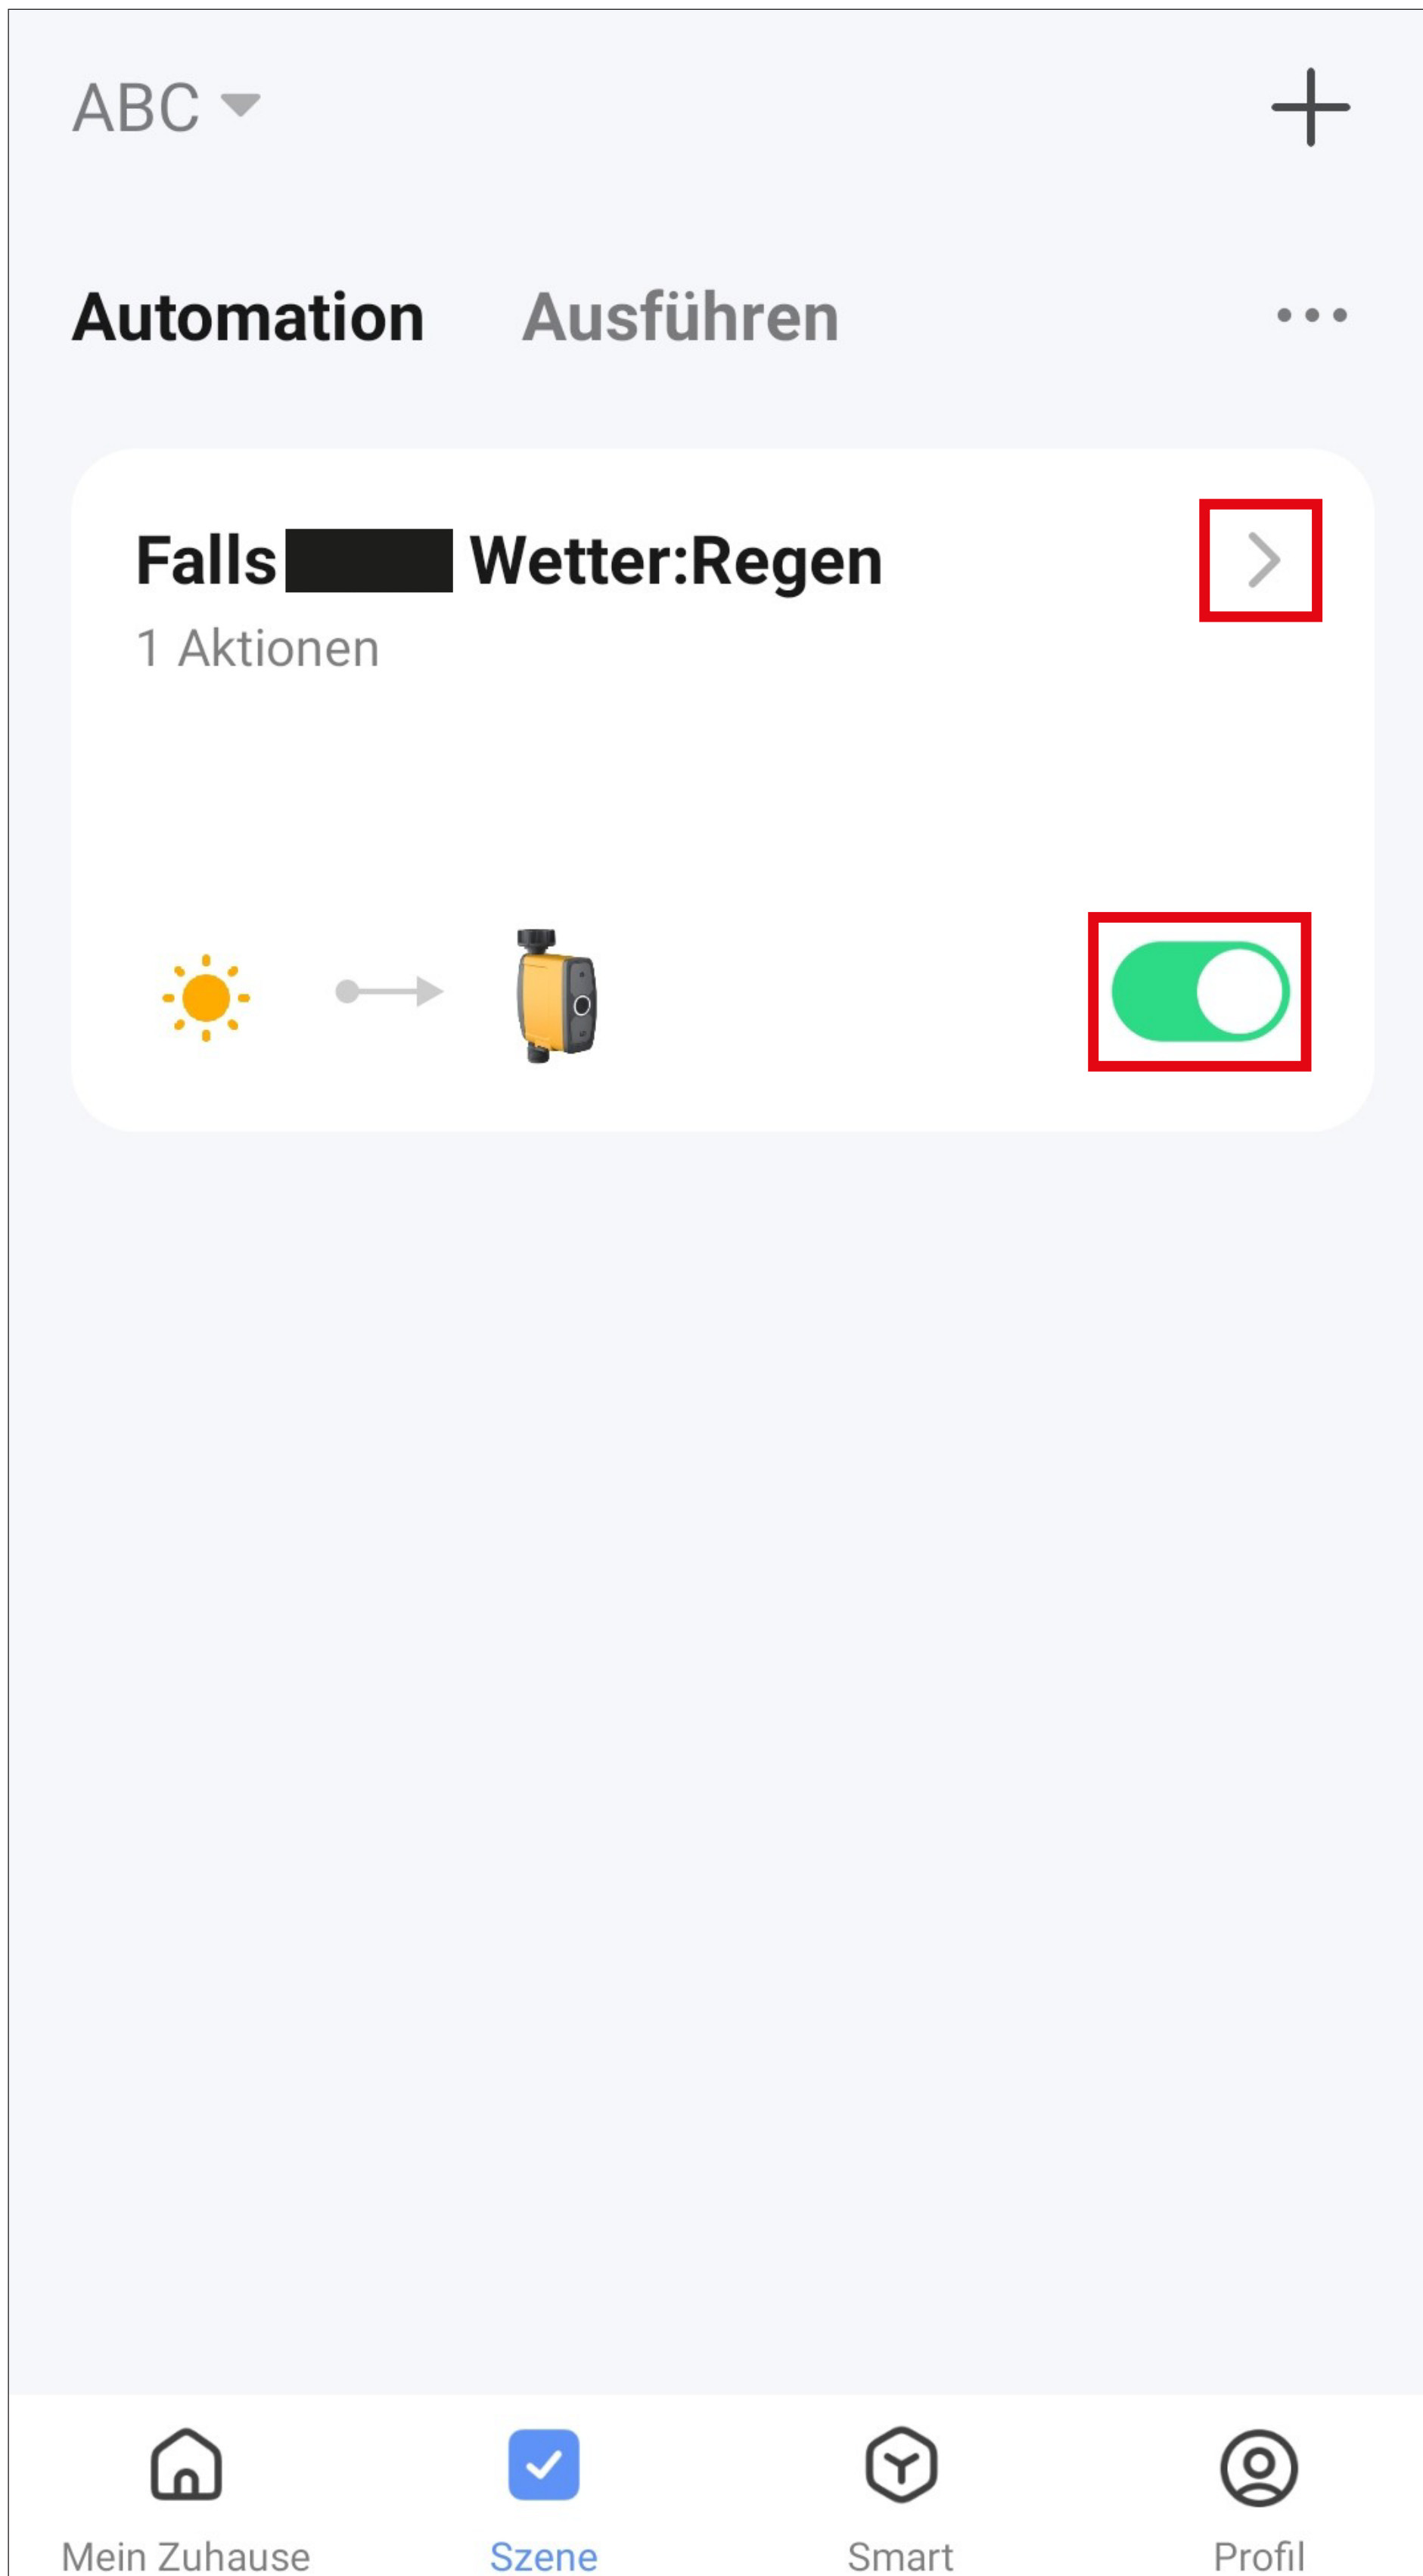 ABC
Automation Ausführen
Falls Wetter:Regen
1 Aktionen
Mein Zuhause Szene Smart Profil